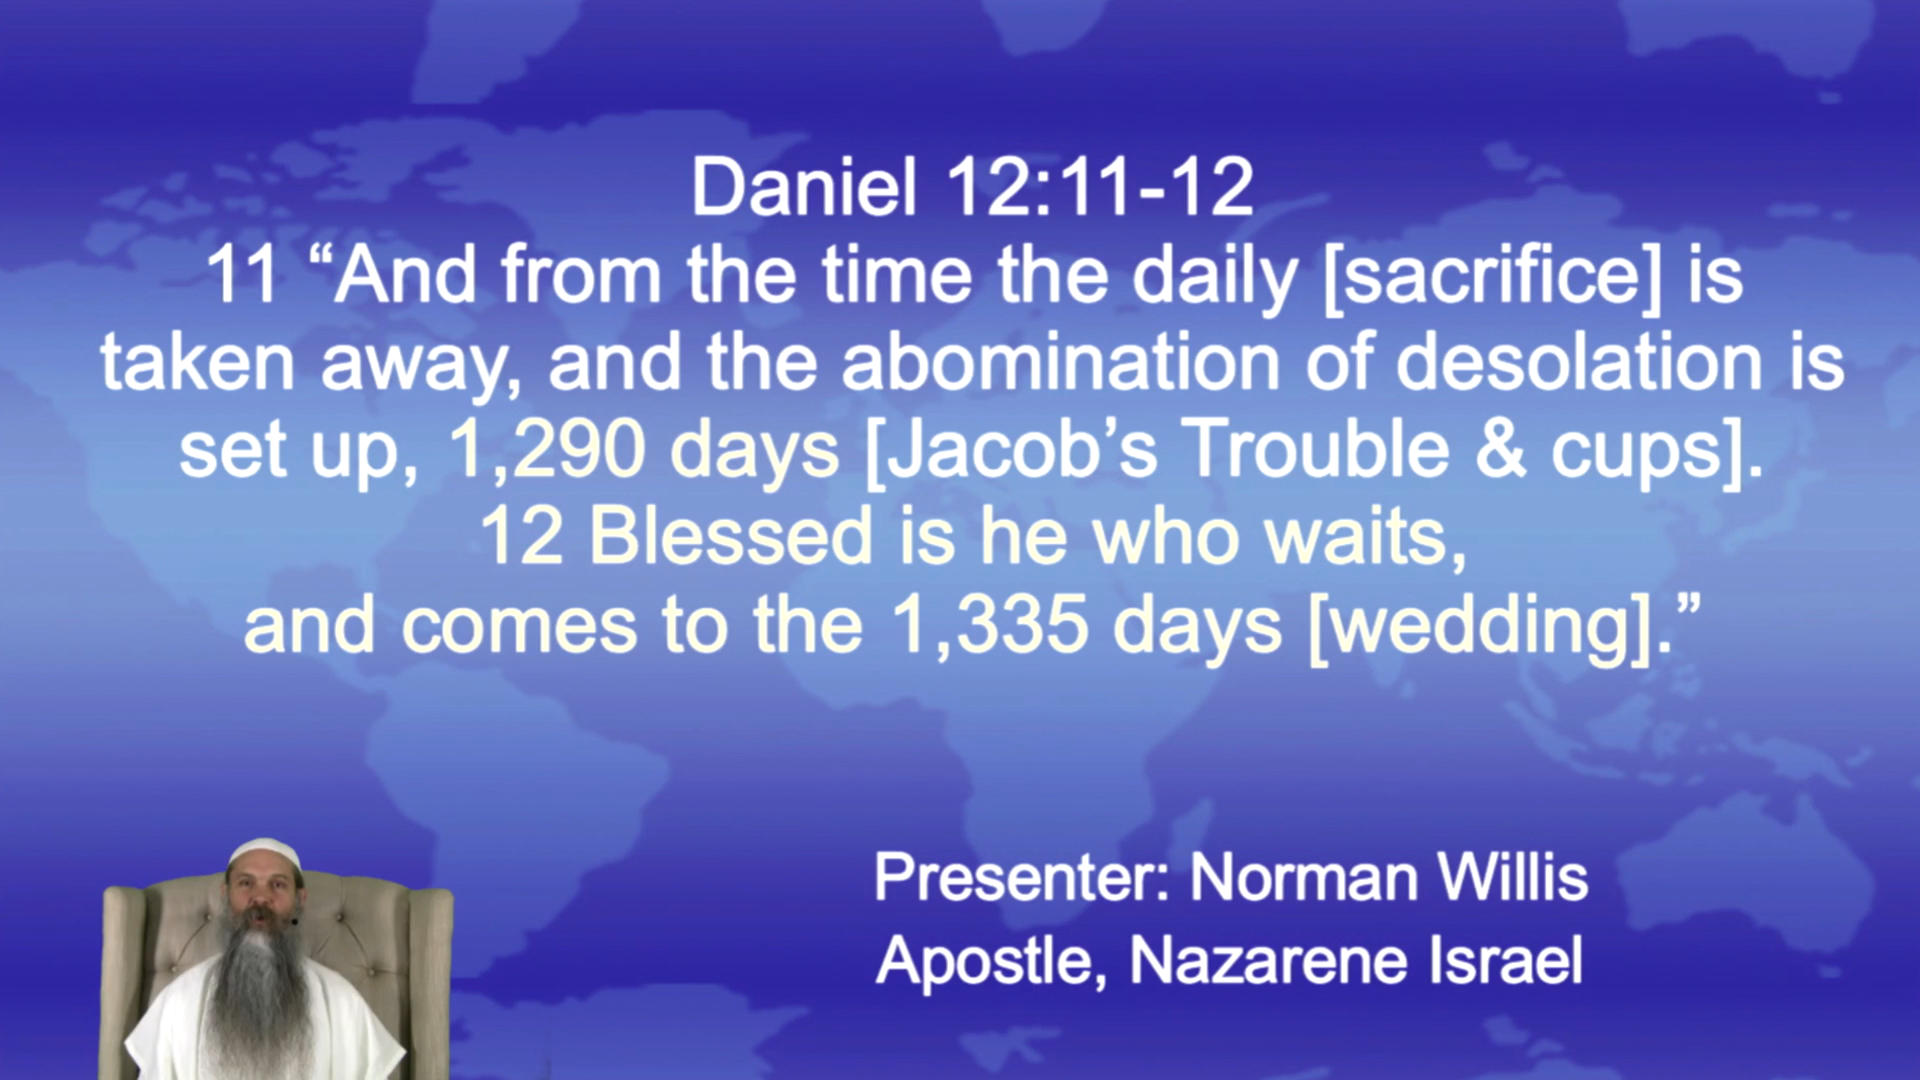 Daniel 12:11-12
11 “And from the time the daily [sacrifice] is
taken away, and the abomination of desolation is
set up, 1,290 days [Jacob’s Trouble & cups].
12 Blessed is he who waits,
and comes to the 1,335 days [wedding].”
Presenter: Norman Willis
Apostle, Nazarene Israel